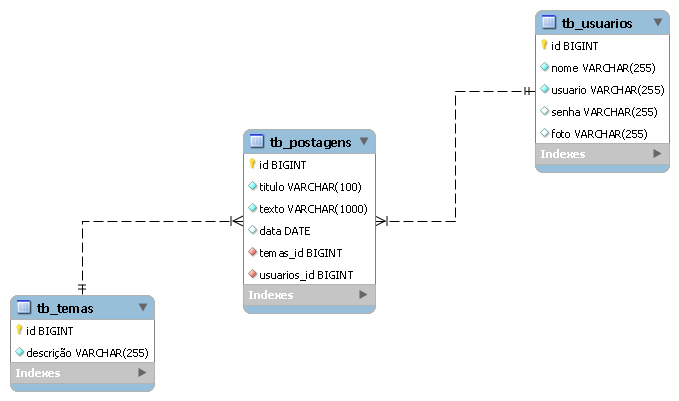 tb_usuarios
id BIGINT
nome VARCHAR(255)
usuario VARCHAR(255)
senha VARCHAR(255)
foto VARCHAR(255)
Indexes
tb_postagens
id BIGINT
titulo VARCHAR(100)
texto VARCHAR(1000)
data DATE
temas_id BIGINT
usuarios_id BIGINT
Indexes
tb_temas
id BIGINT
descrição VARCHAR(255)
Indexes